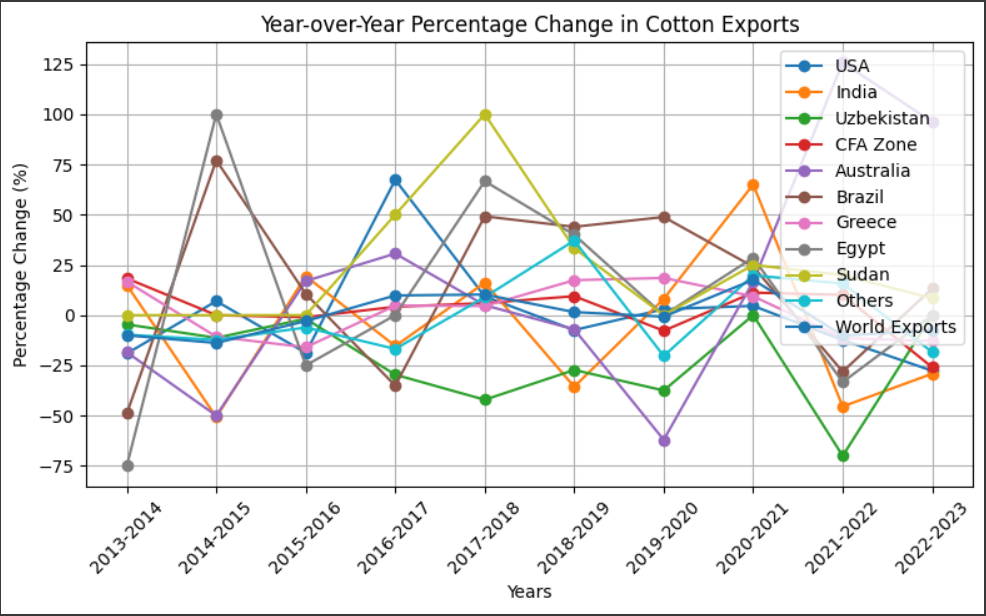 Year-over-Year Percentage Change in Cotton Exports
Percentage Change (%)
125
100
75
50
25
0
−25
−50
−75
USA
India
Uzbekistan
CFA Zone
Australia
Brazil
Greece
Egypt
Sudan
Others
World Exports
2013-2014
2014-2015
2015-2016
2016-2017
2017-2018
2018-2019
2019-2020
2020-2021
2021-2022
2022-2023
Years